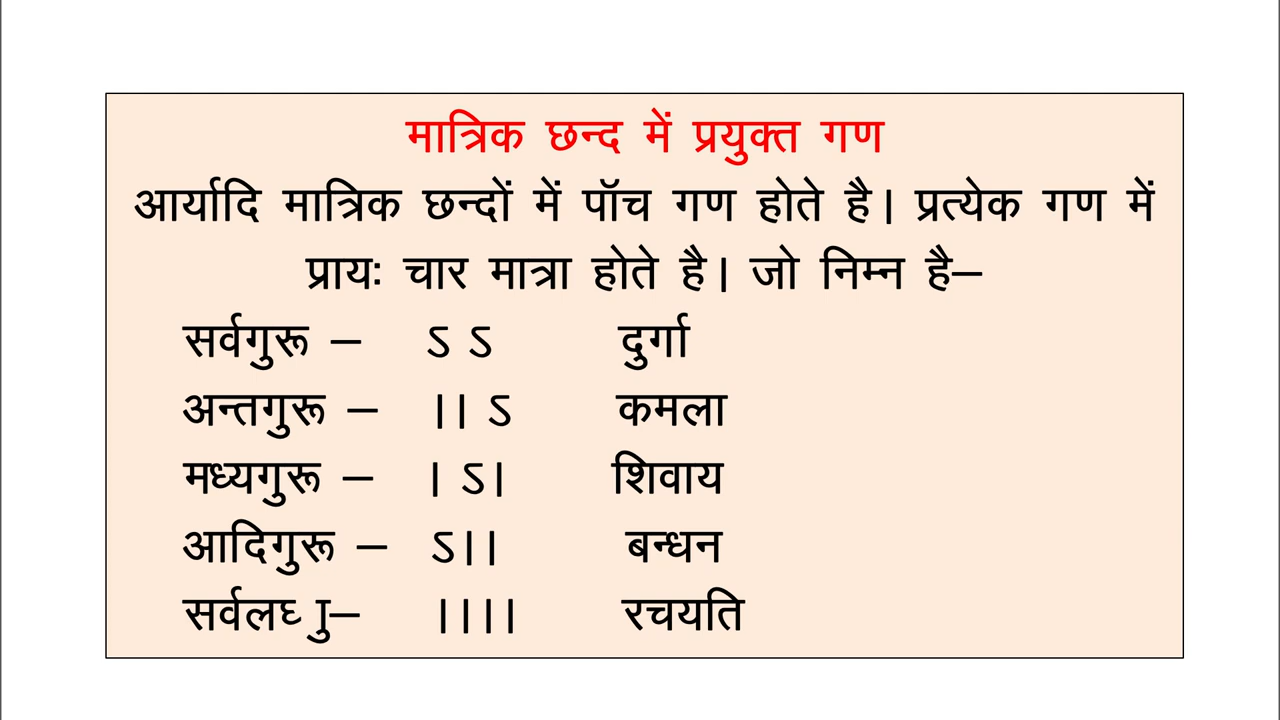 मात्रिक छन्द में प्रयुक्त गण
आर्यादि मात्रिक छन्दों में पॉच गण होते है। प्रत्येक गण में
प्रायः चार मात्रा होते है। जो निम्न है–
सर्वगुरू – ऽ ऽ दुर्गा
अन्तगुरू – ।। ऽ कमला
मध्यगुरू – । ऽ। शिवाय
आदिगुरू – ऽ।। बन्धन
सर्वलघु– ।।।। रचयति